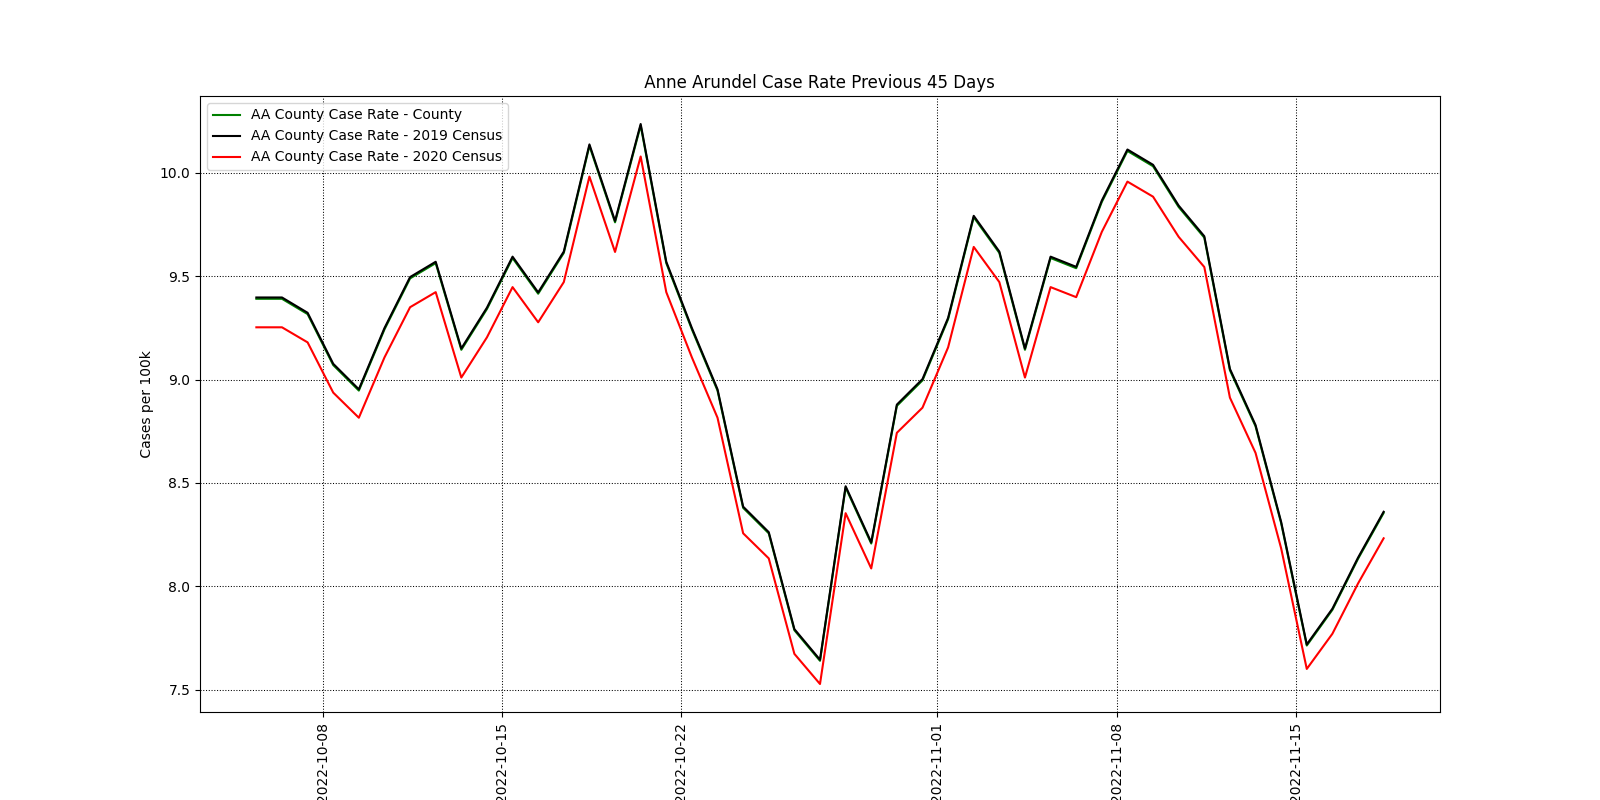 Anne Arundel Case Rate Previous 45 Days
AA County Case Rate - County
AA County Case Rate - 2019 Census
AA County Case Rate - 2020 Census
Cases per 100k
10.0
9.5
9.0
8.5
8.0
7.5
2022-10-08
2022-10-15
2022-10-22
2022-11-01
2022-11-08
2022-11-15